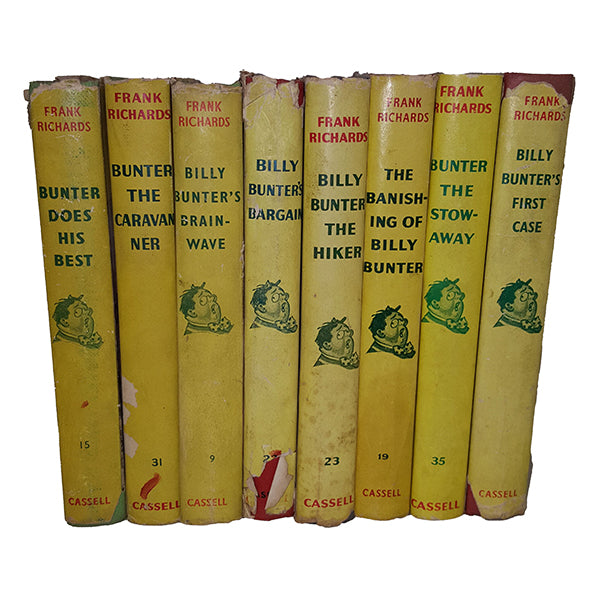 FRANK
RICHARDS
BUNTER
DOES
HIS
BEST
15
CASSELL
FRANK
RICHARDS
BUNTER
THE
CARAVAN
NER
31
CASSELL
FRANK
RICHARDS
BILLY
BUNTER'S
BRAIN-
WAVE
9
CASSELL
BILLY
BUNTER'S
BARGAIN
FRANK
RICHARDS
BILLY
BUNTER
THE
HIKER
23
CASSELL
FRANK
RICHARDS
THE
BANISH-
ING OF
BILLY
BUNTER
19
CASSELL
FRANK
RICHARDS
BUNTER
THE
STOW-
AWAY
35
CASSELL
FRANK
RICHARDS
BILLY
BUNTER'S
FIRST
CASE
CASSELL